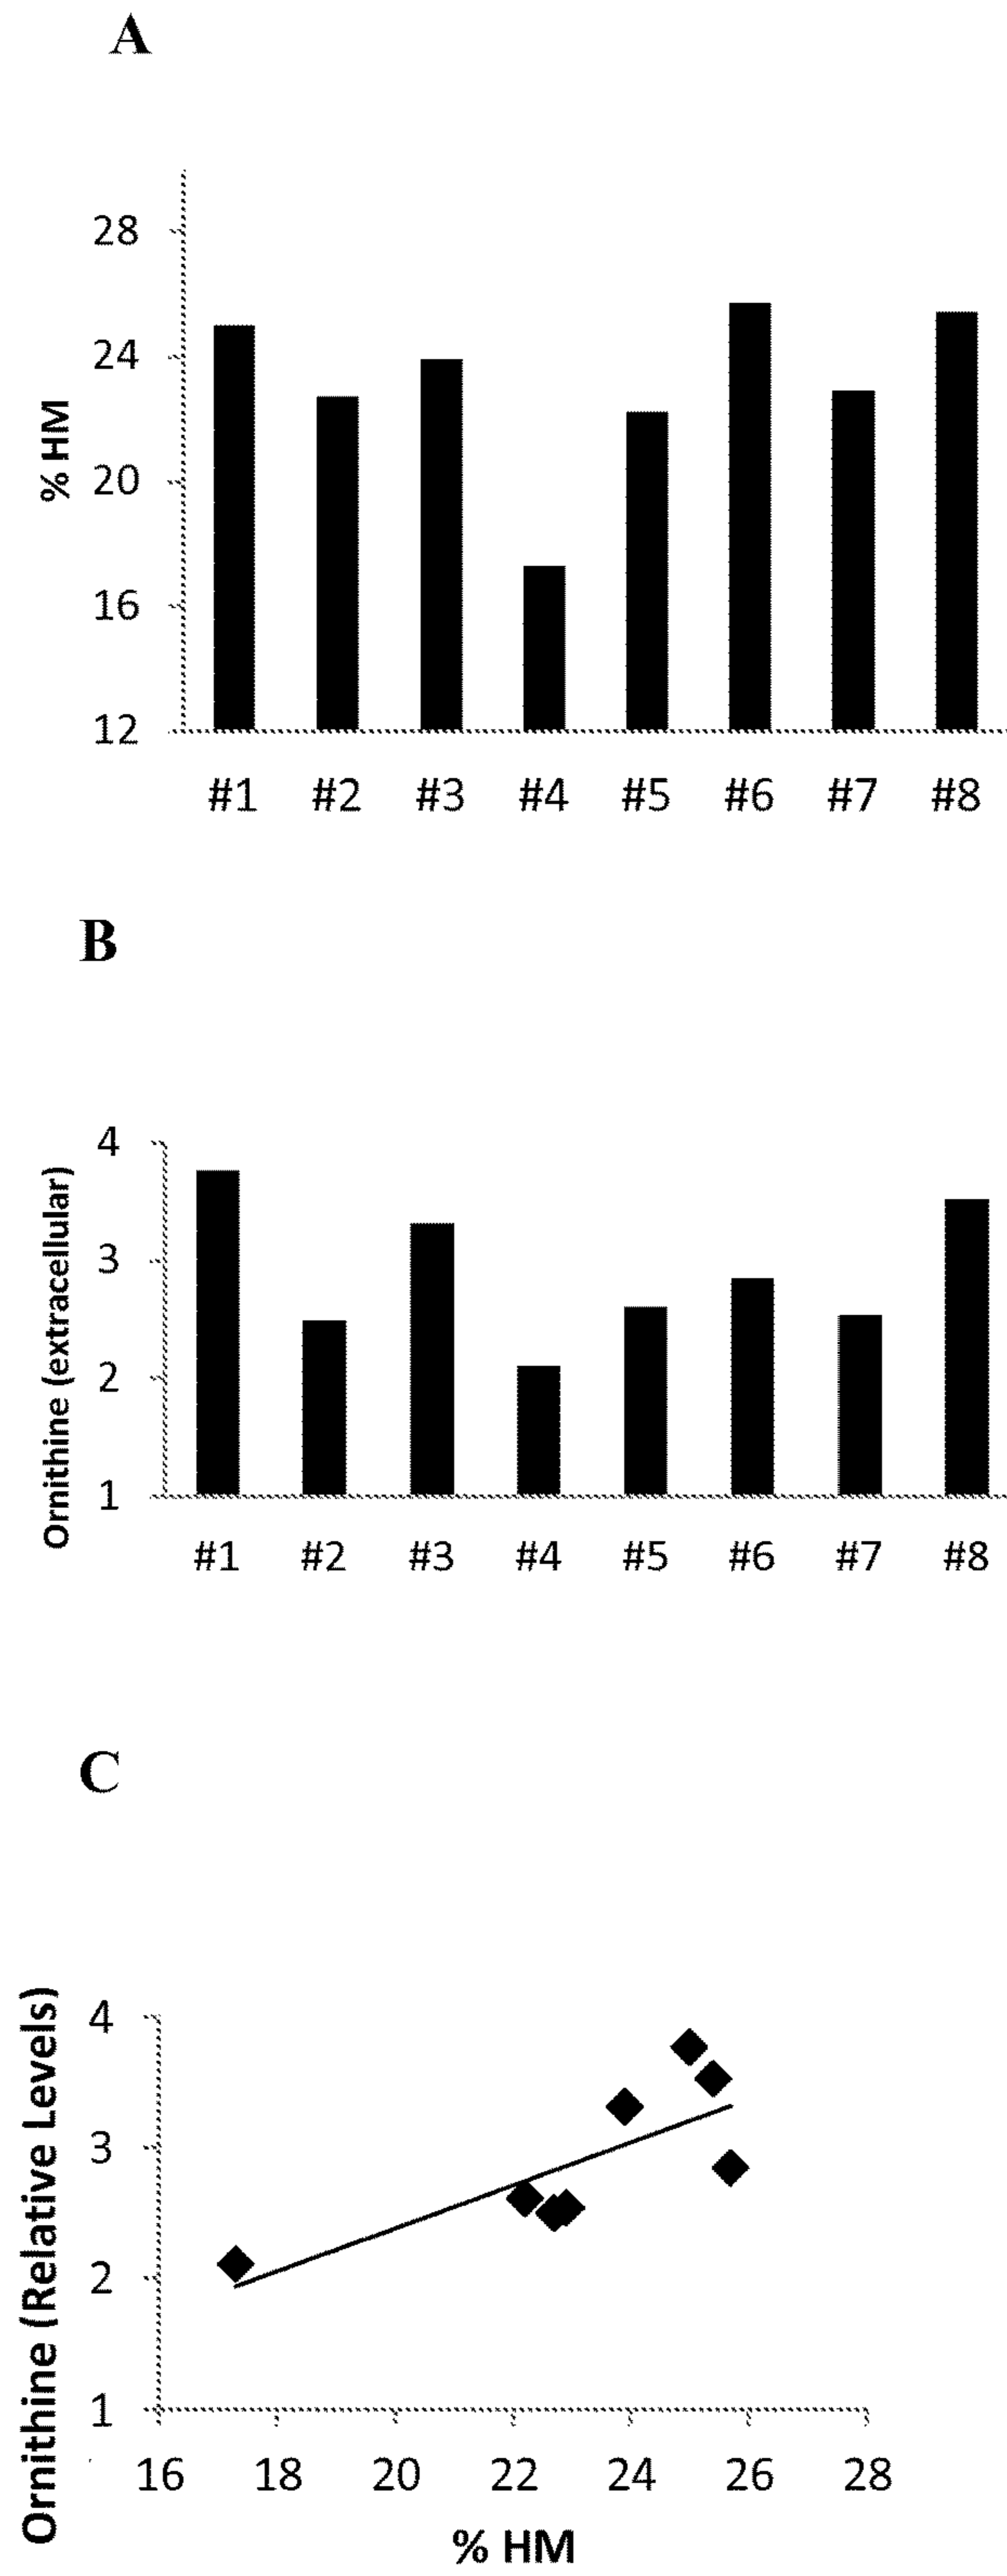 A
28
24
20
16
12
% HM
#1 #2 #3 #4 #5 #6 #7 #8
B
4
3
2
1
Ornithine (extracellular)
#1 #2 #3 #4 #5 #6 #7 #8
C
4
3
2
1
Ornithine (Relative Levels)
16 18 20 22 24 26 28
% HM